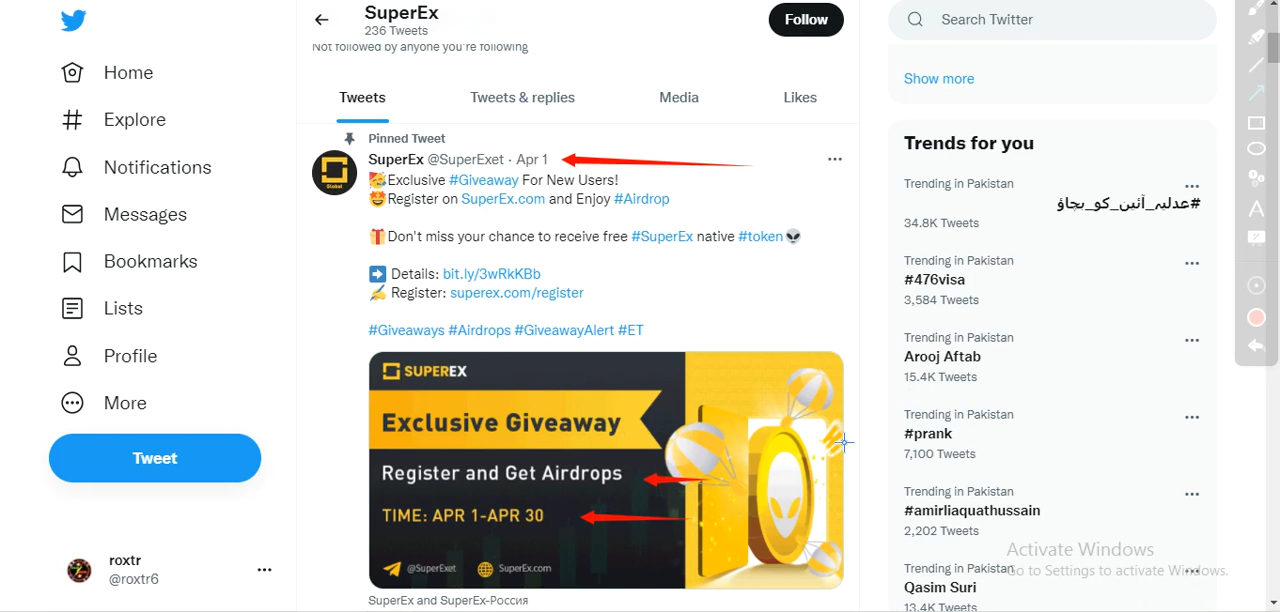 SuperEx
236 Tweets
Follow
Not followed by anyone you're following
Home
Explore
Notifications
Messages
Bookmarks
Lists
Profile
More
Tweet
roxtr
@roxtr6
Tweets
Tweets & replies
Media
Likes
Pinned Tweet
SuperEx @SuperExet · Apr 1
🥳Exclusive #Giveaway For New Users!
🤩Register on SuperEx.com and Enjoy #Airdrop
🎁Don't miss your chance to receive free #SuperEx native #token👽
➡️ Details: bit.ly/3wRkKBb
✍️ Register: superex.com/register
#Giveaways #Airdrops #GiveawayAlert #ET
Global
SUPEREX
Exclusive Giveaway
Register and Get Airdrops
TIME: APR 1-APR 30
@SuperExet SuperEx.com
SuperEx and SuperEx-Россия
Search Twitter
Show more
Trends for you
Trending in Pakistan
#عدلیہ_آئین_کو_بچاؤ
34.8K Tweets
Trending in Pakistan
#476visa
3,584 Tweets
Trending in Pakistan
Arooj Aftab
15.4K Tweets
Trending in Pakistan
#prank
7,100 Tweets
Trending in Pakistan
#amirliaquathussain
2,202 Tweets
Trending in Pakistan
Qasim Suri
13.4K Tweets
Activate Windows
Go to Settings to activate Windows.